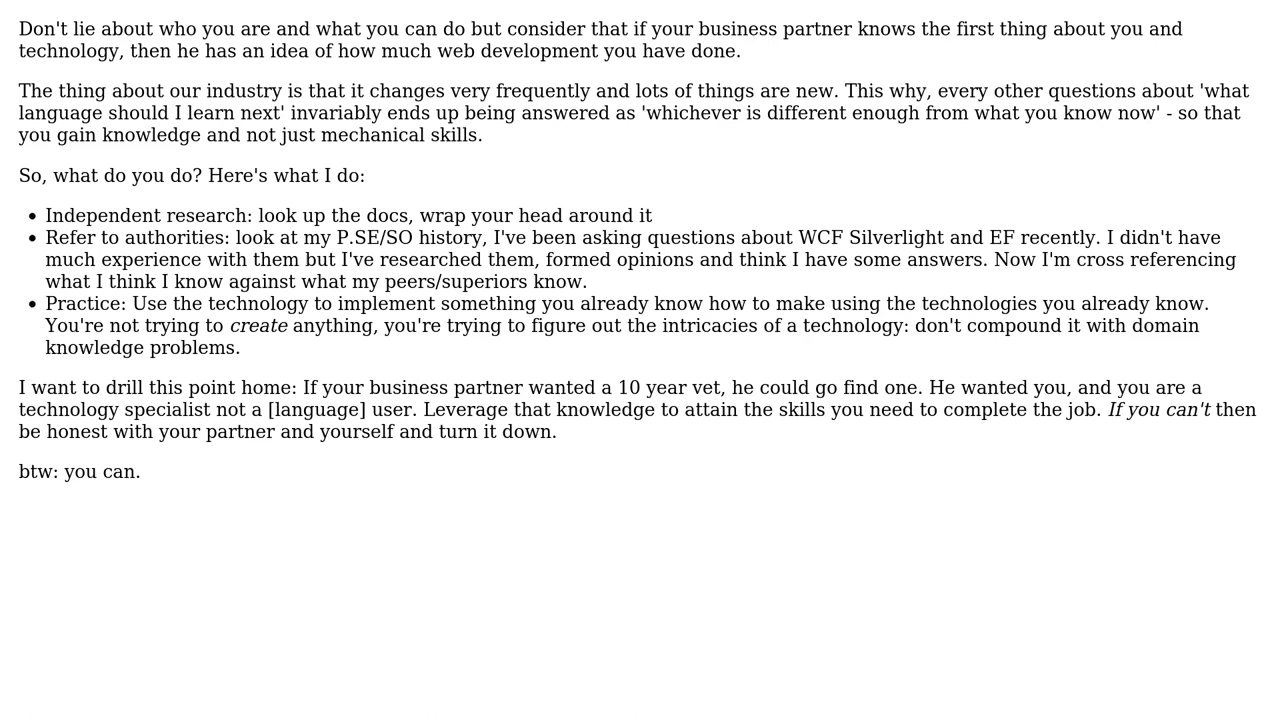 Don't lie about who you are and what you can do but consider that if your business partner knows the first thing about you and
technology, then he has an idea of how much web development you have done.
The thing about our industry is that it changes very frequently and lots of things are new. This why, every other questions about 'what
language should I learn next' invariably ends up being answered as 'whichever is different enough from what you know now' - so that
you gain knowledge and not just mechanical skills.
So, what do you do? Here's what I do:
• Independent research: look up the docs, wrap your head around it
• Refer to authorities: look at my P.SE/SO history, I've been asking questions about WCF Silverlight and EF recently. I didn't have
much experience with them but I've researched them, formed opinions and think I have some answers. Now I'm cross referencing
what I think I know against what my peers/superiors know.
• Practice: Use the technology to implement something you already know how to make using the technologies you already know.
You're not trying to create anything, you're trying to figure out the intricacies of a technology: don't compound it with domain
knowledge problems.
I want to drill this point home: If your business partner wanted a 10 year vet, he could go find one. He wanted you, and you are a
technology specialist not a [language] user. Leverage that knowledge to attain the skills you need to complete the job. If you can't then
be honest with your partner and yourself and turn it down.
btw: you can.